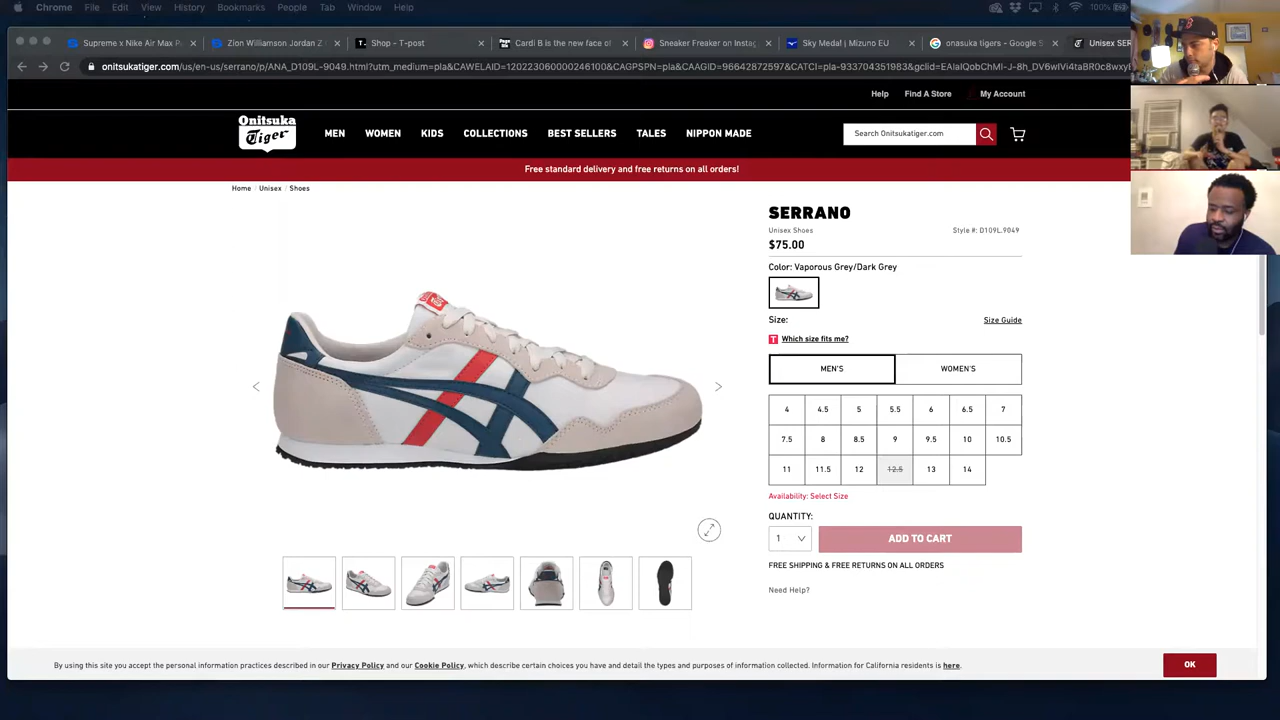 Chrome File Edit View History Bookmarks People Tab Window Help 100%
Supreme x Nike Air Max P Zion Williamson Jordan Z Shop - T-post Cardi B is the new face of Sneaker Freaker on Instag Sky Medal | Mizuno EU onasuka tigers - Google S Unisex SER
onitsukatiger.com/us/en-us/serrano/p/ANA_D109L-9049.html?utm_medium=pla&CAWELAID=120223060000246100&CAGPSPN=pla&CAAGID=96642872597&CATCI=pla-933704351983&gclid=
Help Find A Store My Account
Onitsuka
Tiger
MEN WOMEN KIDS COLLECTIONS BEST SELLERS TALES NIPPON MADE
Search Onitsukatiger.com
Free standard delivery and free returns on all orders!
Home / Unisex / Shoes
SERRANO
Unisex Shoes Style #: D109L.9049
$75.00
Color: Vaporous Grey/Dark Grey
Size: Size Guide
T Which size fits me?
MEN'S WOMEN'S
4 4.5 5 5.5 6 6.5 7
7.5 8 8.5 9 9.5 10 10.5
11 11.5 12 12.5 13 14
Availability: Select Size
QUANTITY:
1 ADD TO CART
FREE SHIPPING & FREE RETURNS ON ALL ORDERS
Need Help?
By using this site you accept the personal information practices described in our Privacy Policy and our Cookie Policy, which describe certain choices you have and detail the types and purposes of information collected. Information for California residents is here.
OK